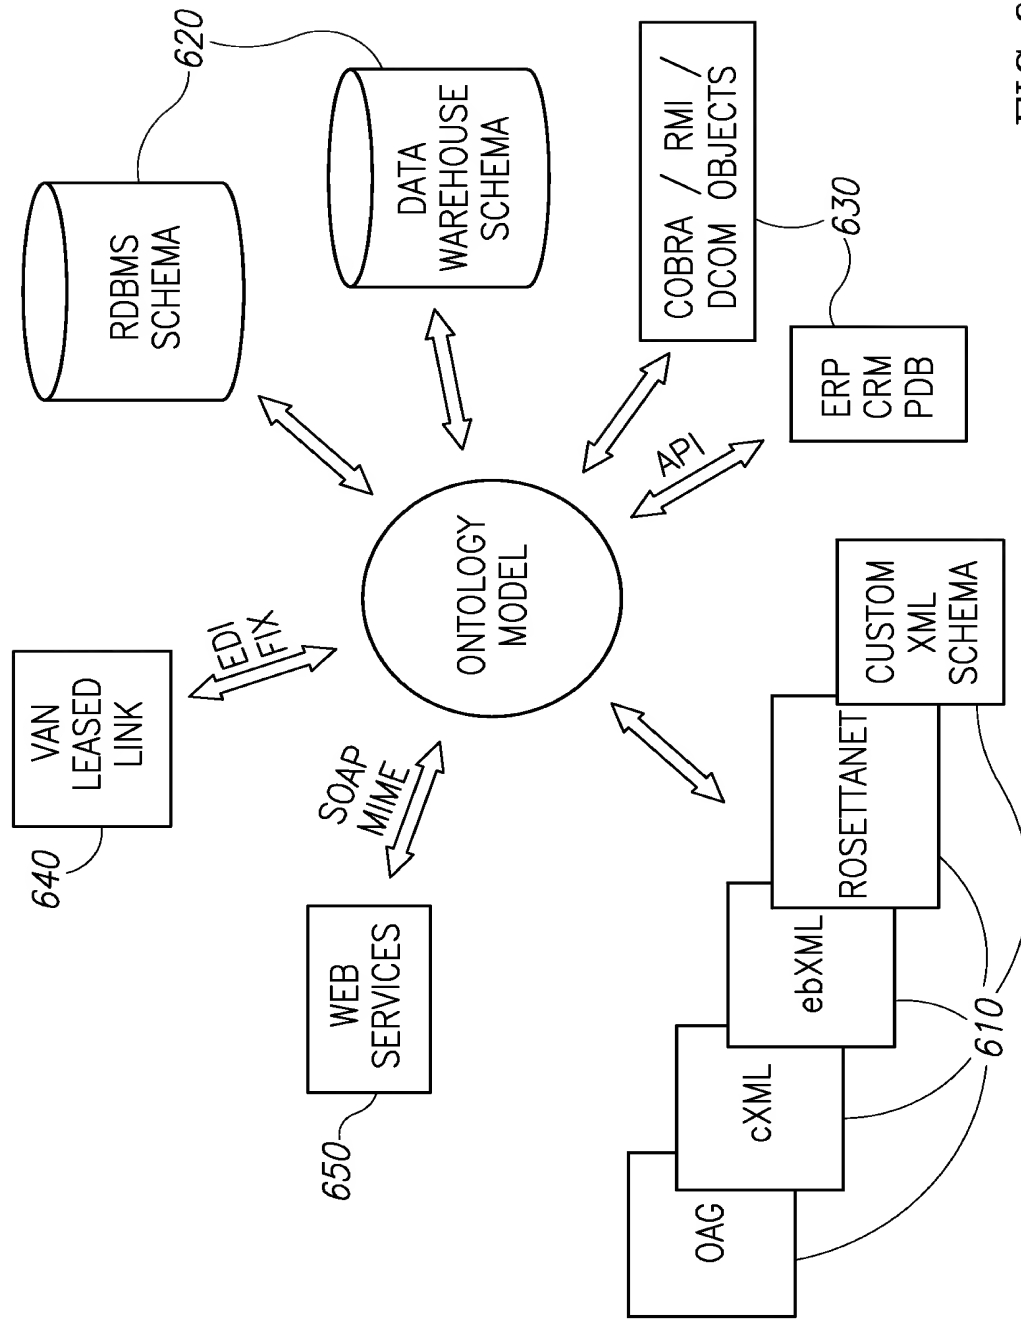 620
RDBMS
SCHEMA
DATA
WAREHOUSE
SCHEMA
COBRA / RMI /
DCOM OBJECTS
630
ERP
CRM
PDB
API
ONTOLOGY
MODEL
EDI
FIX
VAN
LEASED
LINK
640
SOAP
MIME
WEB
SERVICES
650
CUSTOM
XML
SCHEMA
ROSETTANET
ebXML
cXML
OAG
610